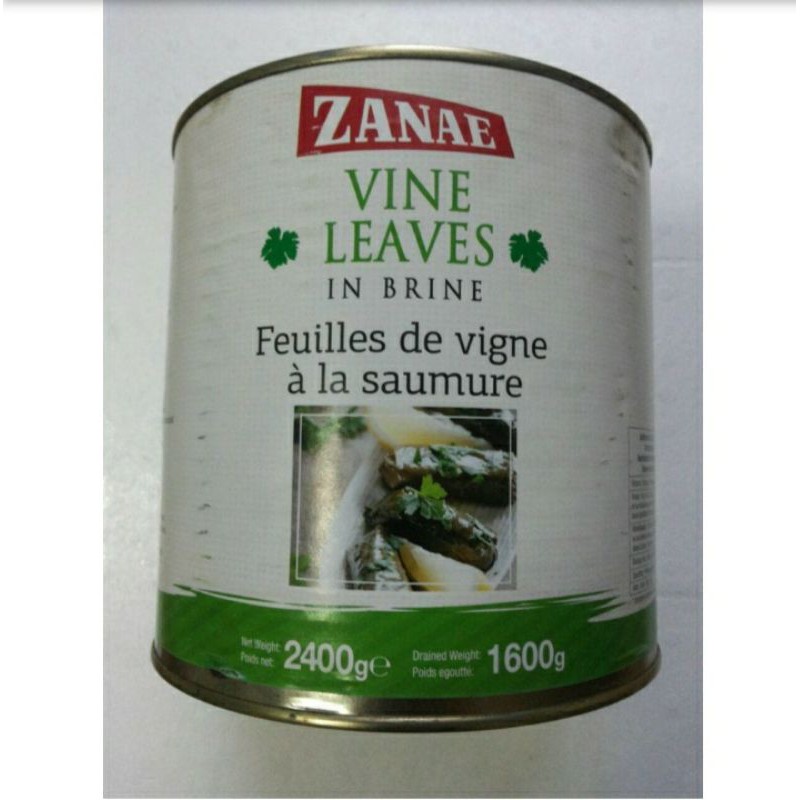 ZANAE
VINE
LEAVES
IN BRINE
Feuilles de vigne
à la saumure
Net Weight:
Poids net:
2400g℮
Drained Weight:
Poids égoutté:
1600g